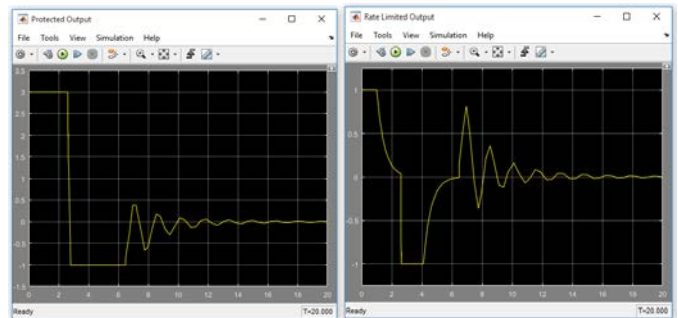 Protected Output
File Tools View Simulation Help
3.5
3
2.5
2
1.5
1
0.5
0
-0.5
-1
-1.5
0 2 4 6 8 10 12 14 16 18 20
Ready T=20.000
Rate Limited Output
File Tools View Simulation Help
1
0.5
0
-0.5
-1
0 2 4 6 8 10 12 14 16 18 20
Ready T=20.000